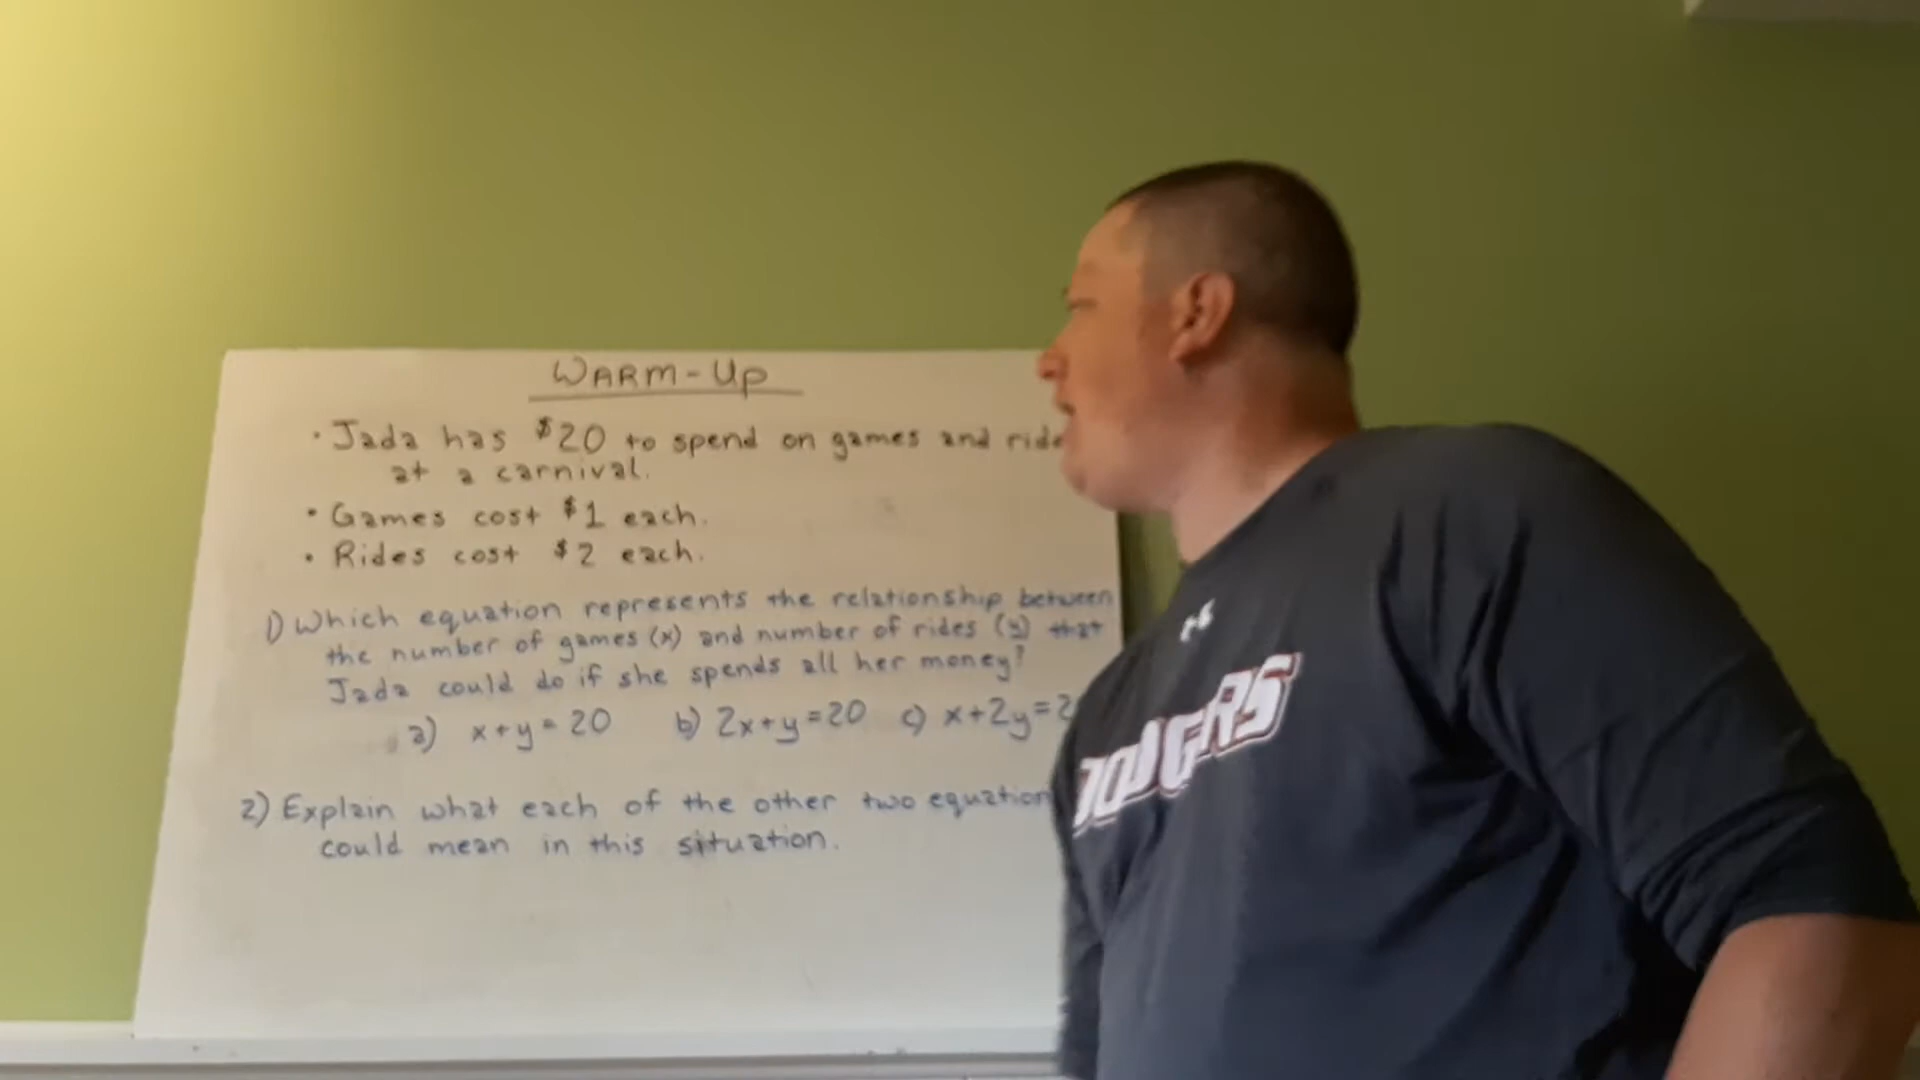 WARM-UP
• Jada has $20 to spend on games and ride
at a carnival.
• Games cost $1 each.
• Rides cost $2 each.
1) Which equation represents the relationship between
the number of games (x) and number of rides (y) that
Jada could do if she spends all her money?
a) x+y=20 b) 2x+y=20 c) x+2y=2
2) Explain what each of the other two equation
could mean in this situation.
DODGERS